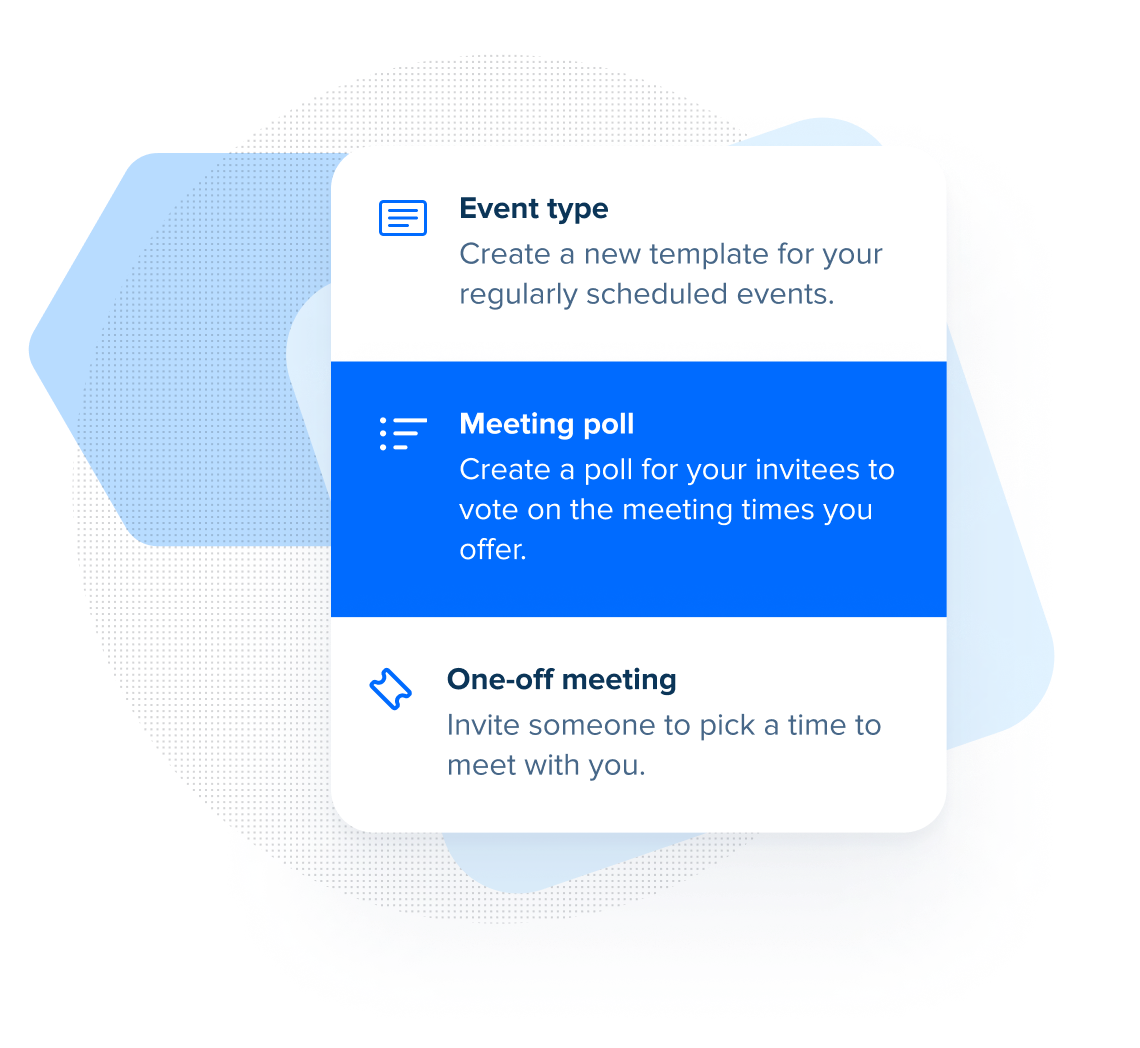 Event type
Create a new template for your
regularly scheduled events.
Meeting poll
Create a poll for your invitees to
vote on the meeting times you
offer.
One-off meeting
Invite someone to pick a time to
meet with you.